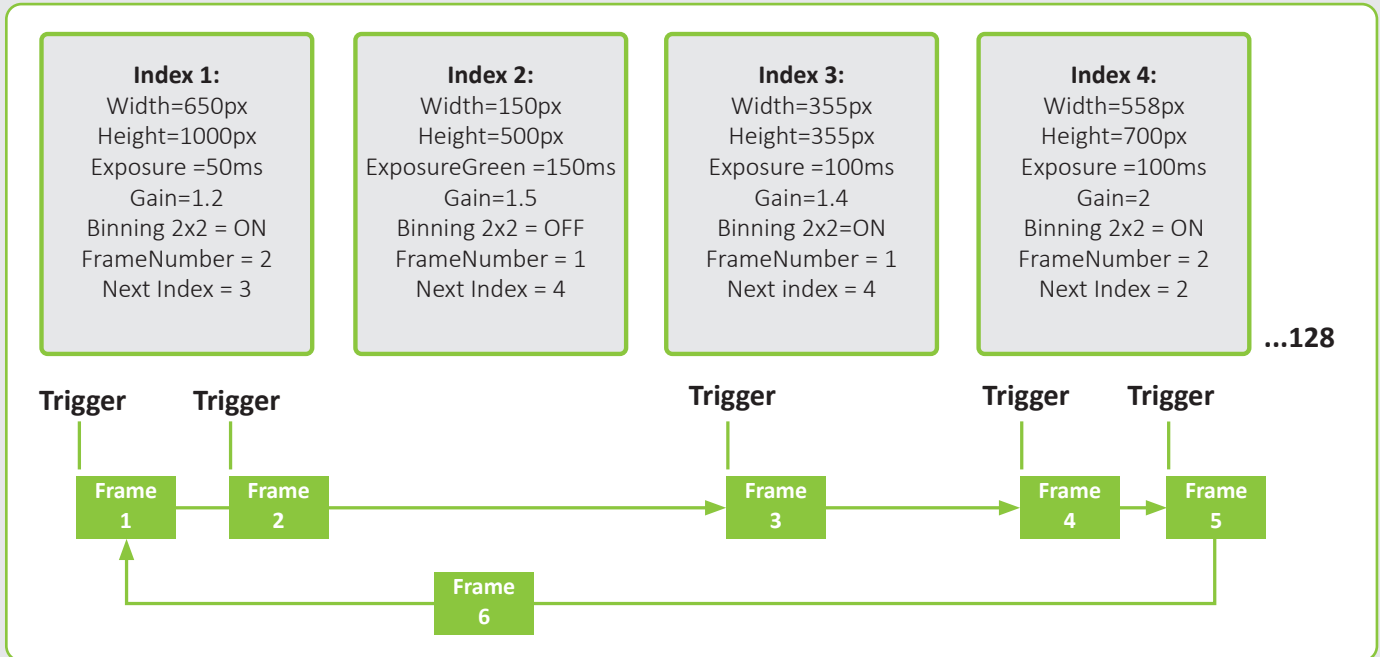 Index 1:
Width=650px
Height=1000px
Exposure =50ms
Gain=1.2
Binning 2x2 = ON
FrameNumber = 2
Next Index = 3
Index 2:
Width=150px
Height=500px
ExposureGreen =150ms
Gain=1.5
Binning 2x2 = OFF
FrameNumber = 1
Next Index = 4
Index 3:
Width=355px
Height=355px
Exposure =100ms
Gain=1.4
Binning 2x2=ON
FrameNumber = 1
Next index = 4
Index 4:
Width=558px
Height=700px
Exposure =100ms
Gain=2
Binning 2x2 = ON
FrameNumber = 2
Next Index = 2
...128
Trigger
Trigger
Trigger
Trigger
Trigger
Frame
1
Frame
2
Frame
3
Frame
4
Frame
5
Frame
6